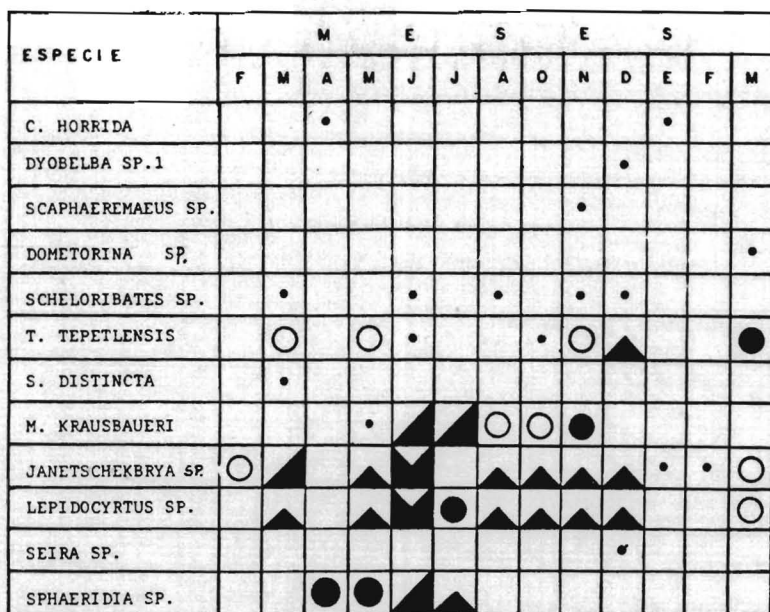 M E S E S
ESPECIE
F M A M J J A O N D E F M
C. HORRIDA
DYOBELBA SP.1
SCAPHAEREMAEUS SP.
DOMETORINA SP.
SCHELORIBATES SP.
T. TEPETLENSIS
S. DISTINCTA
M. KRAUSBAUERI
JANETSCHEKBRYA SP.
LEPIDOCYRTUS SP.
SEIRA SP.
SPHAERIDIA SP.